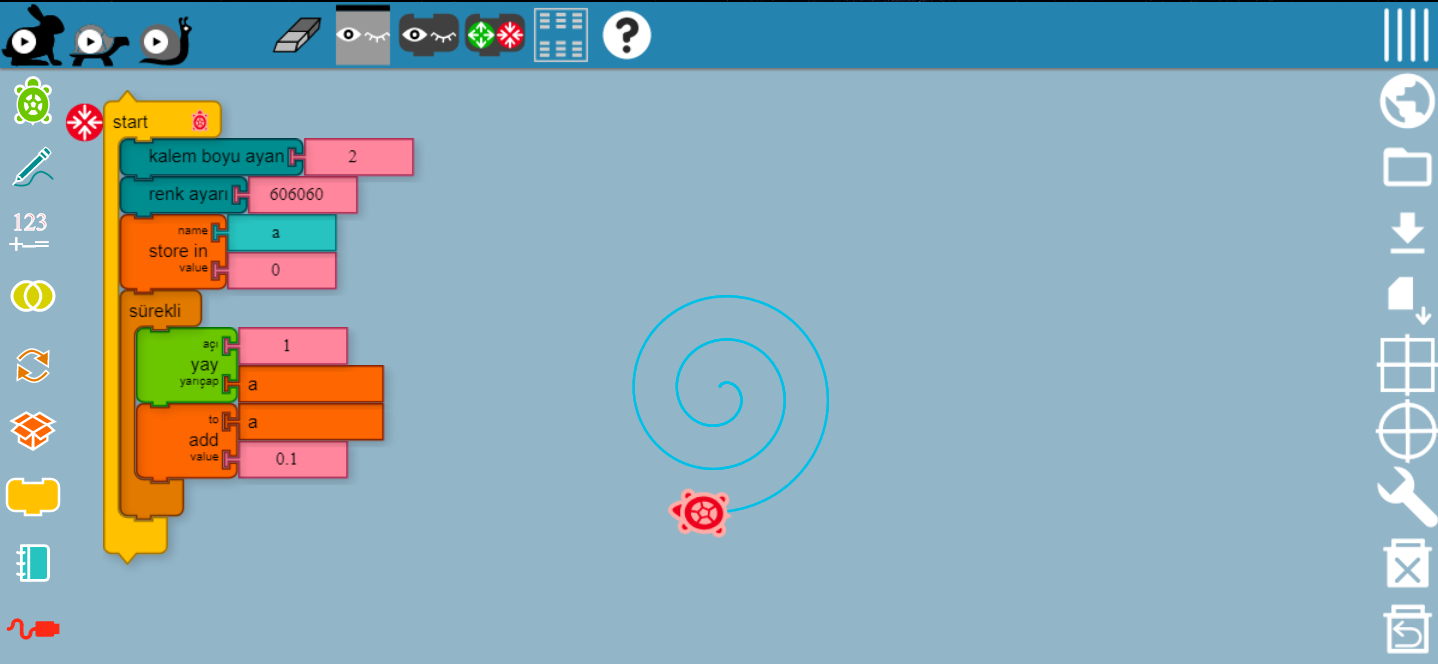 ?
start
kalem boyu ayarı 2
renk ayarı 606060
123
+−=
name a
store in
value 0
sürekli
açı 1
yay
yarıçap a
to a
add
value 0.1